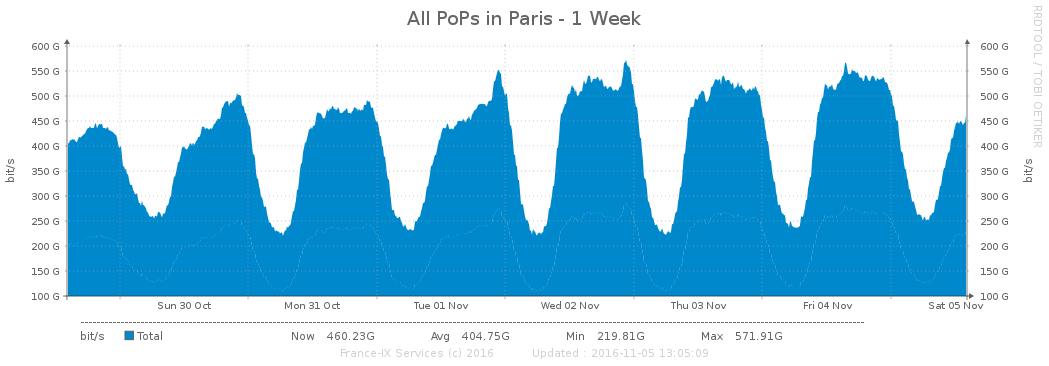 All PoPs in Paris - 1 Week
RRDTOOL / TOBI OETIKER
bit/s
600 G 600 G
550 G 550 G
500 G 500 G
450 G 450 G
400 G 400 G
350 G 350 G
300 G 300 G
250 G 250 G
200 G 200 G
150 G 150 G
100 G 100 G
bit/s
Sun 30 Oct Mon 31 Oct Tue 01 Nov Wed 02 Nov Thu 03 Nov Fri 04 Nov Sat 05 Nov
bit/s Total Now 460.23G Avg 404.75G Min 219.81G Max 571.91G
France-IX Services (c) 2016 Updated : 2016-11-05 13:05:09